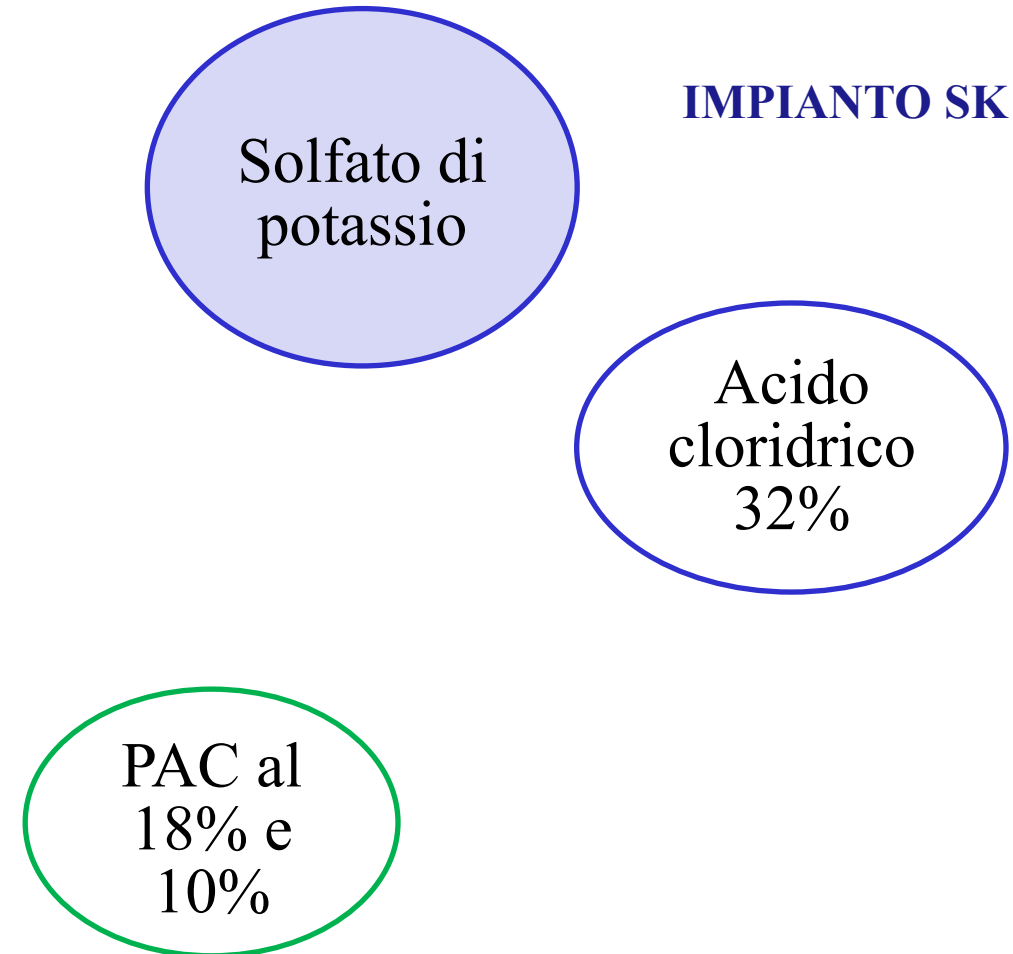 IMPIANTO SK
Solfato di
potassio
Acido
cloridrico
32%
PAC al
18% e
10%